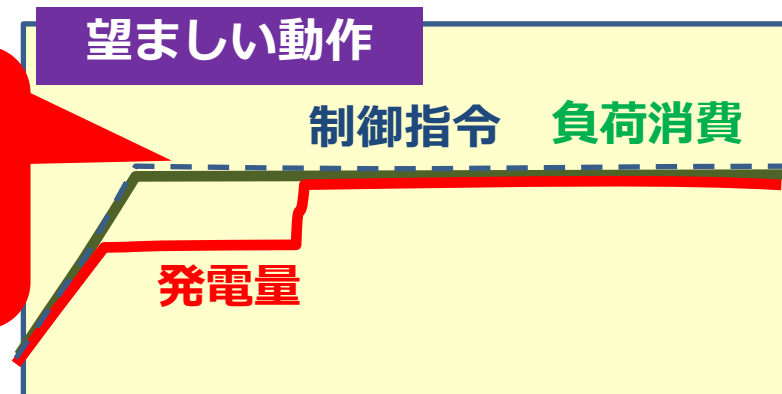 望ましい動作
制御指令 負荷消費
発電量